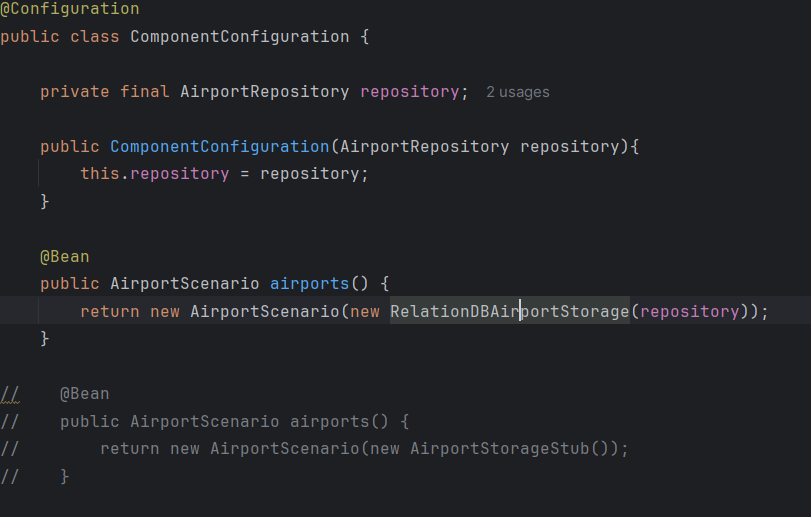 @Configuration
public class ComponentConfiguration {
    private final AirportRepository repository; 2 usages
    public ComponentConfiguration(AirportRepository repository){
        this.repository = repository;
    }
    @Bean
    public AirportScenario airports() {
        return new AirportScenario(new RelationDBAirportStorage(repository));
    }
//    @Bean
//    public AirportScenario airports() {
//        return new AirportScenario(new AirportStorageStub());
//    }